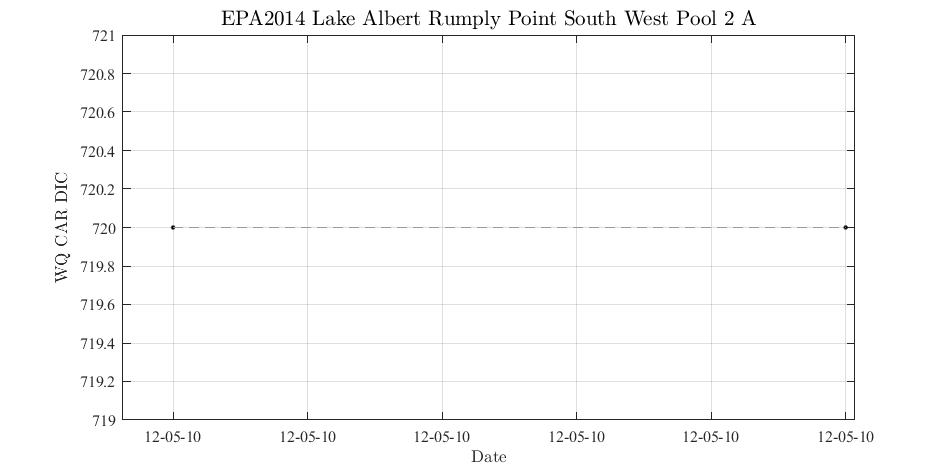 EPA2014 Lake Albert Rumply Point South West Pool 2 A
721
720.8
720.6
720.4
720.2
720
719.8
719.6
719.4
719.2
719
WQ CAR DIC
12-05-10 12-05-10 12-05-10 12-05-10 12-05-10 12-05-10
Date